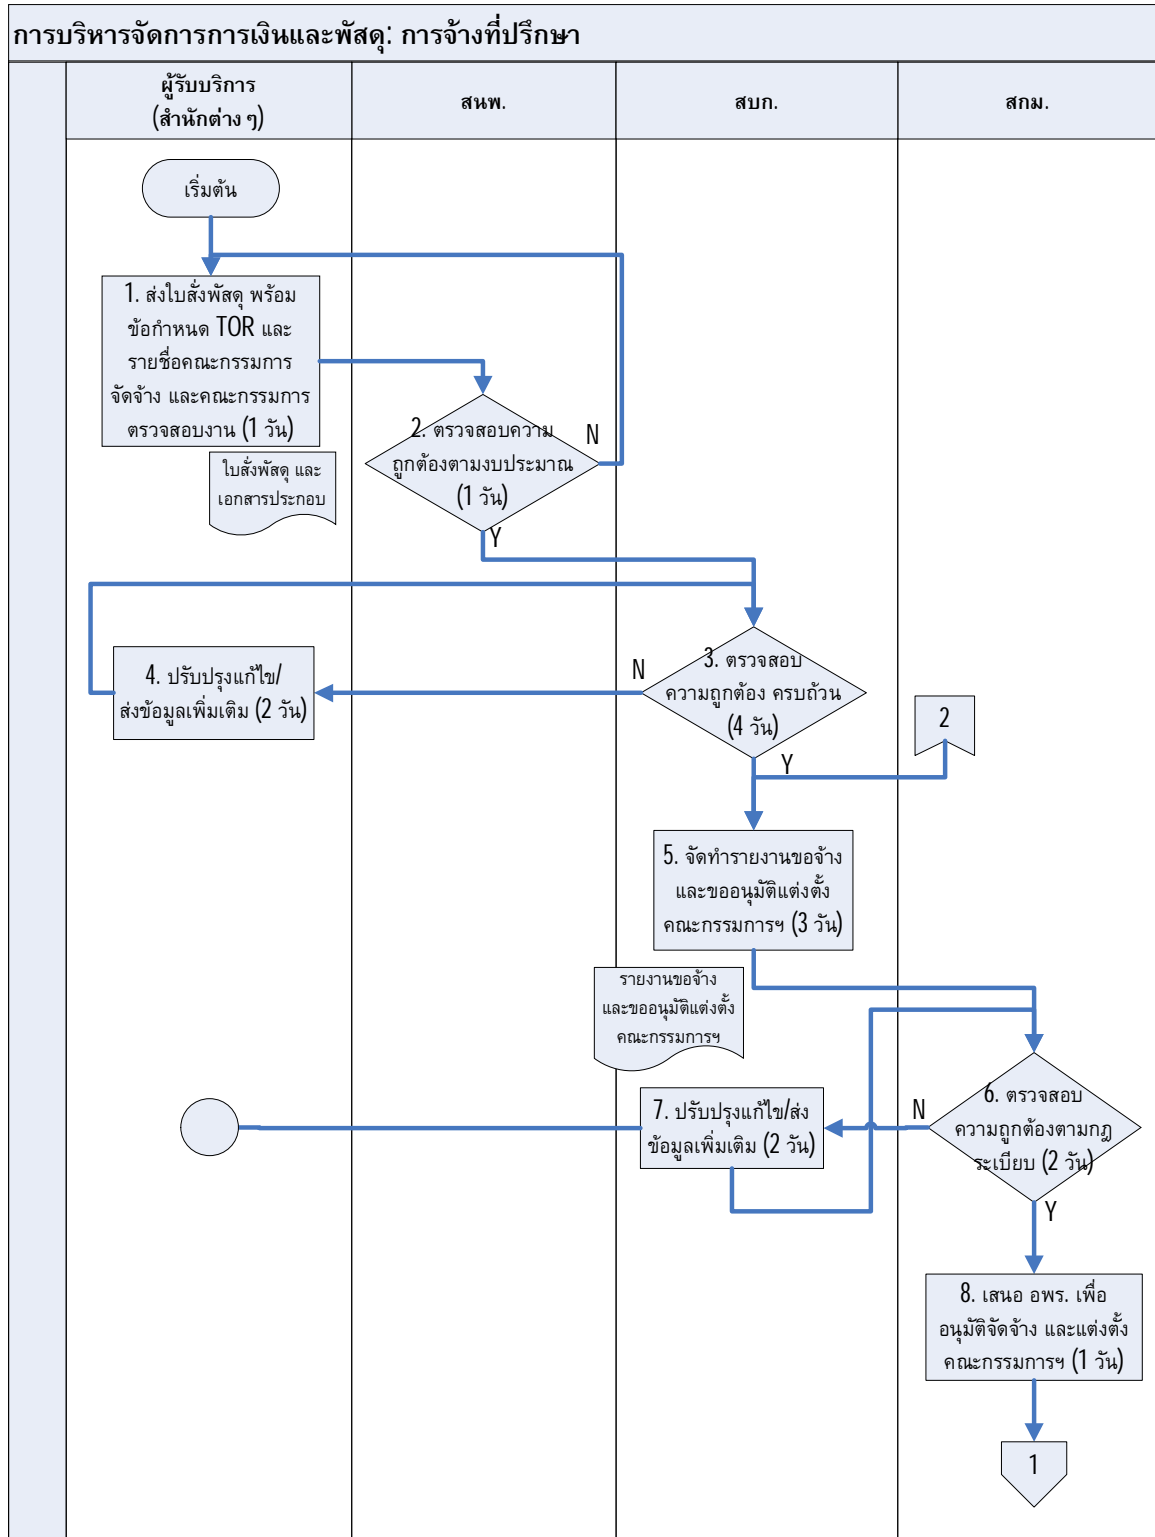 การบริหารจัดการการเงินและพัสดุ: การจ้างที่ปรึกษา
ผู้รับบริการ
(สำนักต่าง ๆ)
สนพ.
สบก.
สกม.
เริ่มต้น
1. ส่งใบสั่งพัสดุ พร้อม
ข้อกำหนด TOR และ
รายชื่อคณะกรรมการ
จัดจ้าง และคณะกรรมการ
ตรวจสอบงาน (1 วัน)
ใบสั่งพัสดุ และ
เอกสารประกอบ
2. ตรวจสอบความ
ถูกต้องตามงบประมาณ
(1 วัน)
N
Y
3. ตรวจสอบ
ความถูกต้อง ครบถ้วน
(4 วัน)
N
Y
4. ปรับปรุงแก้ไข/
ส่งข้อมูลเพิ่มเติม (2 วัน)
2
5. จัดทำรายงานขอจ้าง
และขออนุมัติแต่งตั้ง
คณะกรรมการฯ (3 วัน)
รายงานขอจ้าง
และขออนุมัติแต่งตั้ง
คณะกรรมการฯ
6. ตรวจสอบ
ความถูกต้องตามกฎ
ระเบียบ (2 วัน)
N
Y
7. ปรับปรุงแก้ไข/ส่ง
ข้อมูลเพิ่มเติม (2 วัน)
8. เสนอ อพร. เพื่อ
อนุมัติจัดจ้าง และแต่งตั้ง
คณะกรรมการฯ (1 วัน)
1